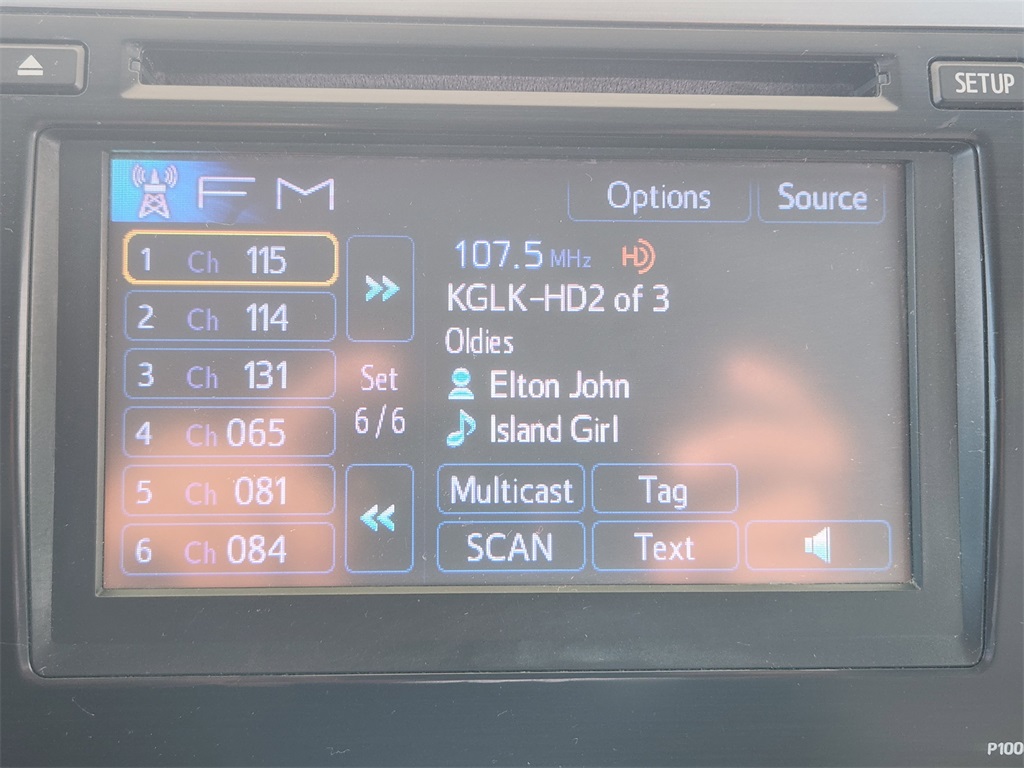 SETUP
FM
Options
Source
1 Ch 115
2 Ch 114
3 Ch 131
4 Ch 065
5 Ch 081
6 Ch 084
Set
6/6
107.5 MHz HD
KGLK-HD2 of 3
Oldies
Elton John
Island Girl
Multicast
Tag
SCAN
Text